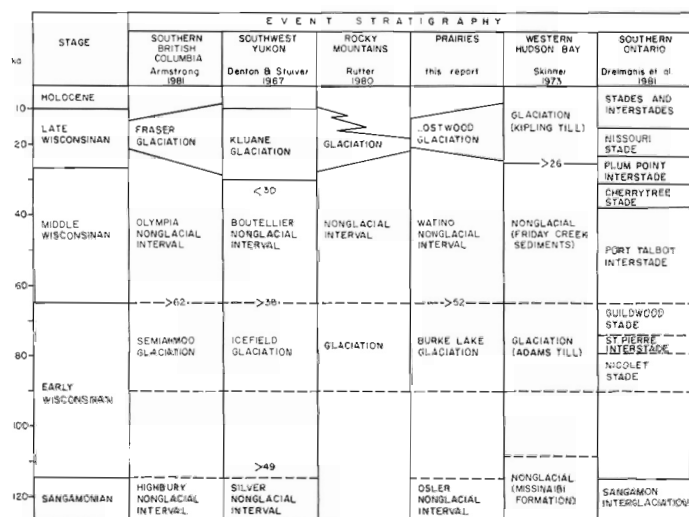 EVENT STRATIGRAPHY
STAGE
SOUTHERN BRITISH COLUMBIA
Armstrong 1981
SOUTHWEST YUKON
Denton & Stuiver 1967
ROCKY MOUNTAINS
Rutter 1980
PRAIRIES
this report
WESTERN HUDSON BAY
Skinner 1973
SOUTHERN ONTARIO
Dreimanis et al. 1981
ka
HOLOCENE
10
LATE WISCONSINAN
20
FRASER GLACIATION
KLUANE GLACIATION
GLACIATION
LOSTWOOD GLACIATION
GLACIATION (KIPLING TILL)
STADES AND INTERSTADES
NISSOURI STADE
>26
PLUM POINT INTERSTADE
<30
CHERRYTREE STADE
40
MIDDLE WISCONSINAN
OLYMPIA NONGLACIAL INTERVAL
BOUTELLIER NONGLACIAL INTERVAL
NONGLACIAL INTERVAL
WATINO NONGLACIAL INTERVAL
NONGLACIAL (FRIDAY CREEK SEDIMENTS)
PORT TALBOT INTERSTADE
60
>62
>38
>52
GUILDWOOD STADE
SEMIAHMOO GLACIATION
ICEFIELD GLACIATION
GLACIATION
BURKE LAKE GLACIATION
GLACIATION (ADAMS TILL)
ST PIERRE INTERSTADE
80
NICOLET STADE
EARLY WISCONSINAN
100
>49
120
SANGAMONIAN
HIGHBURY NONGLACIAL INTERVAL
SILVER NONGLACIAL INTERVAL
OSLER NONGLACIAL INTERVAL
NONGLACIAL (MISSINAIBI FORMATION)
SANGAMON INTERGLACIATION